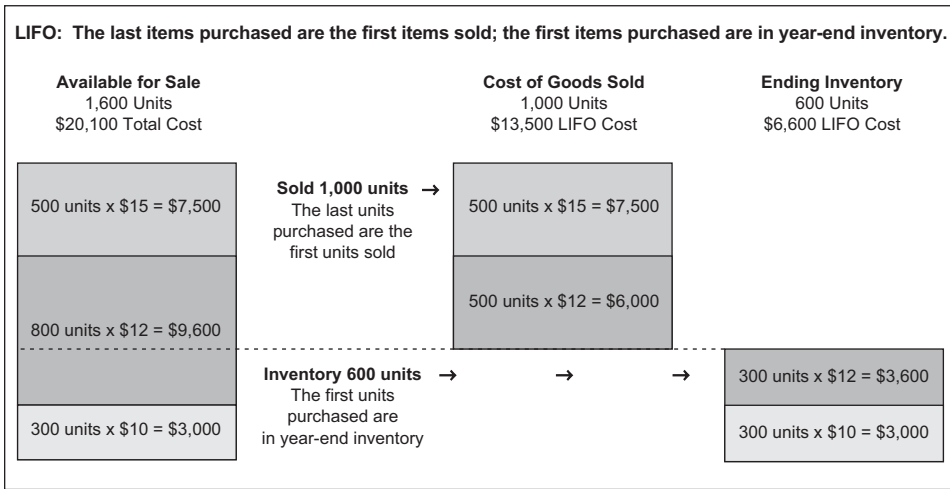 LIFO: The last items purchased are the first items sold; the first items purchased are in year-end inventory.
Available for Sale
1,600 Units
$20,100 Total Cost
Cost of Goods Sold
1,000 Units
$13,500 LIFO Cost
Ending Inventory
600 Units
$6,600 LIFO Cost
500 units x $15 = $7,500
800 units x $12 = $9,600
300 units x $10 = $3,000
Sold 1,000 units →
The last units
purchased are the
first units sold
500 units x $15 = $7,500
500 units x $12 = $6,000
Inventory 600 units → → →
The first units
purchased are
in year-end inventory
300 units x $12 = $3,600
300 units x $10 = $3,000